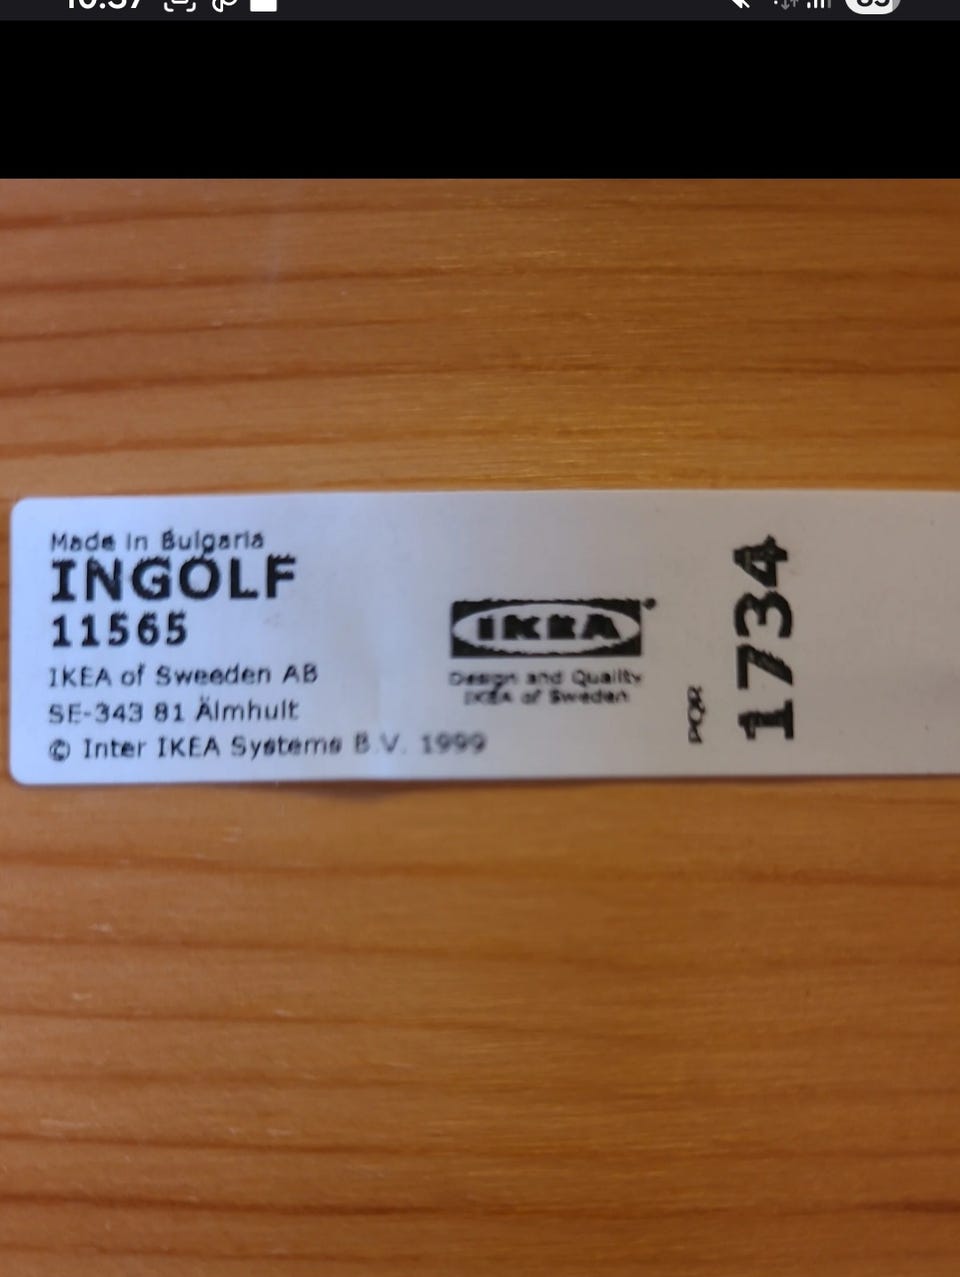 Made in Bulgaria
INGOLF
11565
IKEA of Sweeden AB
SE-343 81 Älmhult
© Inter IKEA Systems B.V. 1999
IKEA
Design and Quality
IKEA of Sweden
PQR
1734